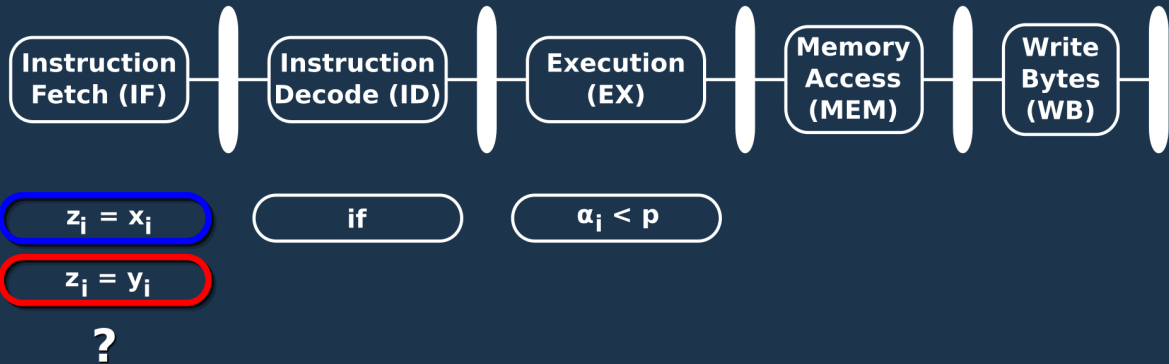 Instruction
Fetch (IF)
Instruction
Decode (ID)
Execution
(EX)
Memory
Access
(MEM)
Write
Bytes
(WB)
zᵢ = xᵢ
if
αᵢ < p
zᵢ = yᵢ
?